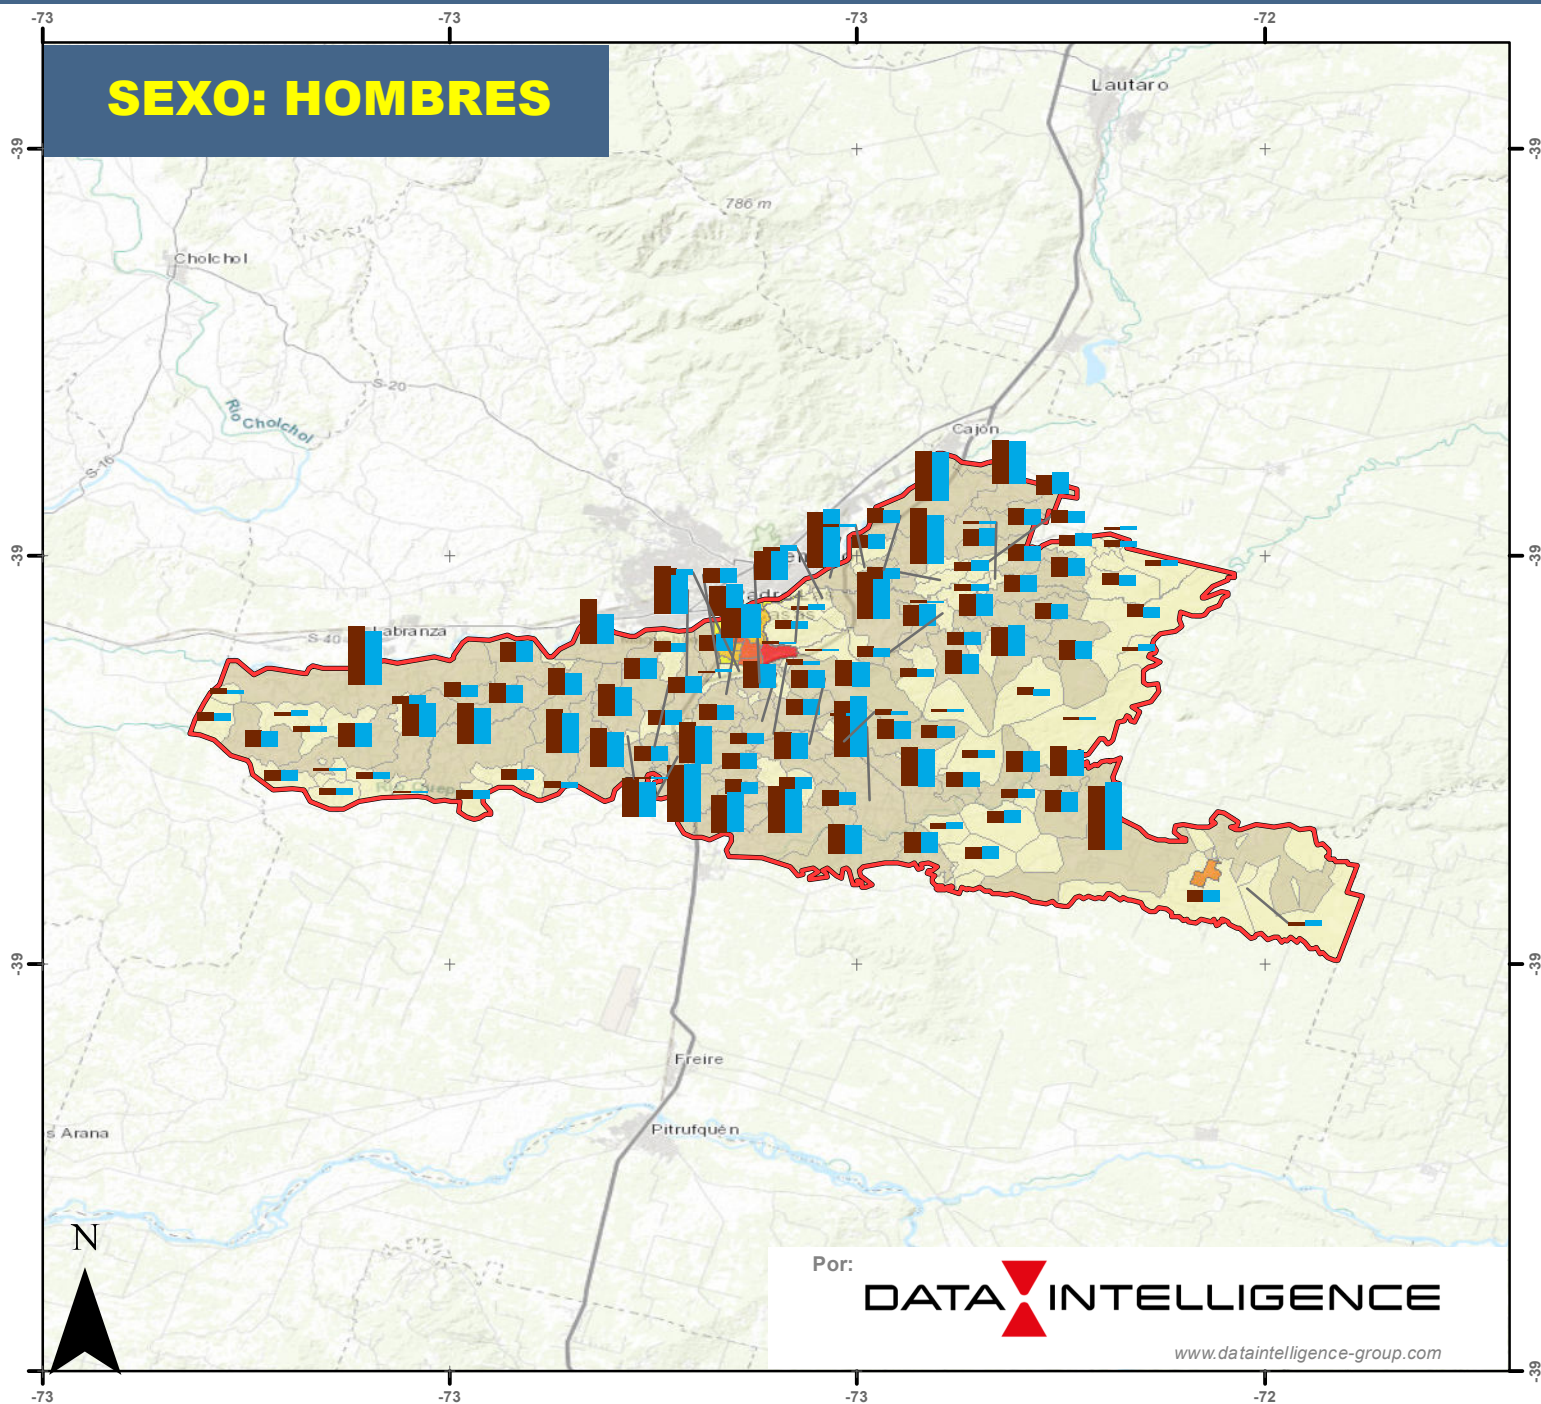 -73
-73
-73
-72
SEXO: HOMBRES
Lautaro
-39
-39
786 m
Cholchol
S-20
Río Cholchol
Cajón
S-16
-39
-39
Labranza
S-40
-39
-39
Freire
Pitrufquén
s Arana
N
Por:
DATA INTELLIGENCE
www.dataintelligence-group.com
-39
-73
-73
-73
-72